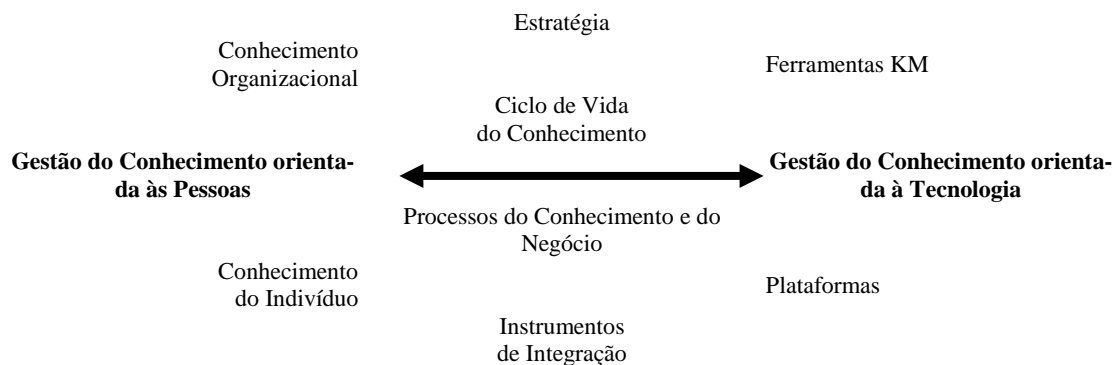 Estratégia
Conhecimento
Organizacional
Ferramentas KM
Ciclo de Vida
do Conhecimento
Gestão do Conhecimento orienta-
da às Pessoas
Gestão do Conhecimento orienta-
da à Tecnologia
Processos do Conhecimento e do
Negócio
Conhecimento
do Indivíduo
Plataformas
Instrumentos
de Integração